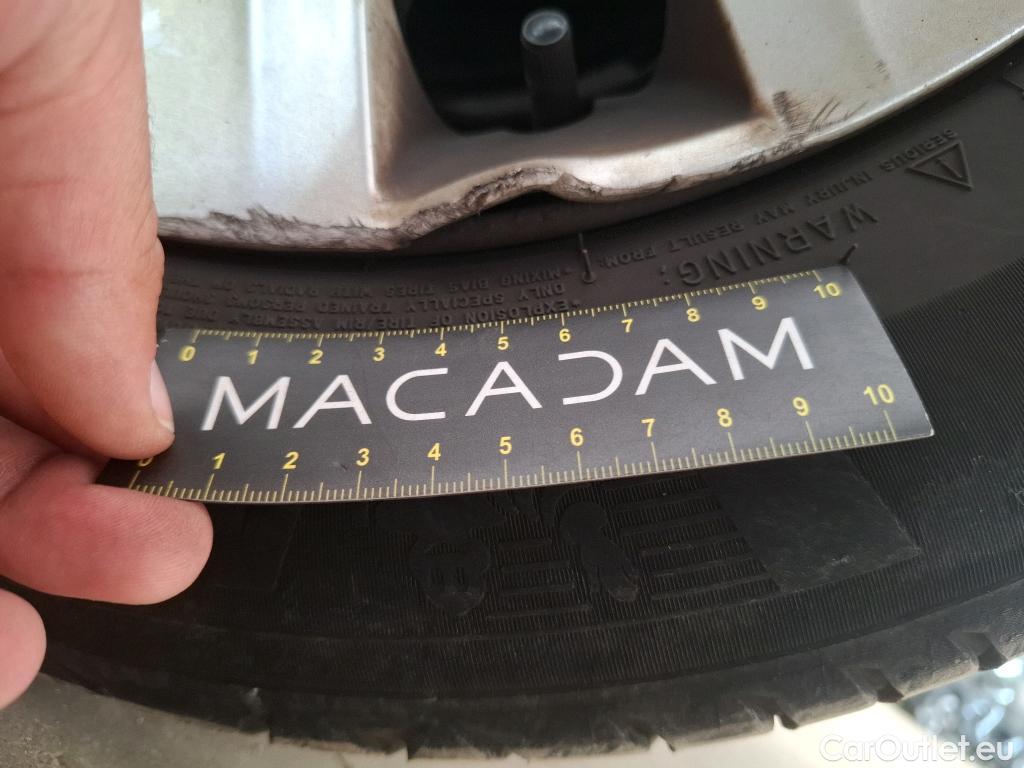 SERIOUS INJURY MAY RESULT FROM:
WARNING:
*EXPLOSION OF TIRE/RIM ASSEMBLY DUE
ONLY SPECIALLY TRAINED PERSONS
*MIXING BIAS TIRES WITH RADIALS
0 1 2 3 4 5 6 7 8 9 10
MACADAM
0 1 2 3 4 5 6 7 8 9 10
CarOutlet.eu